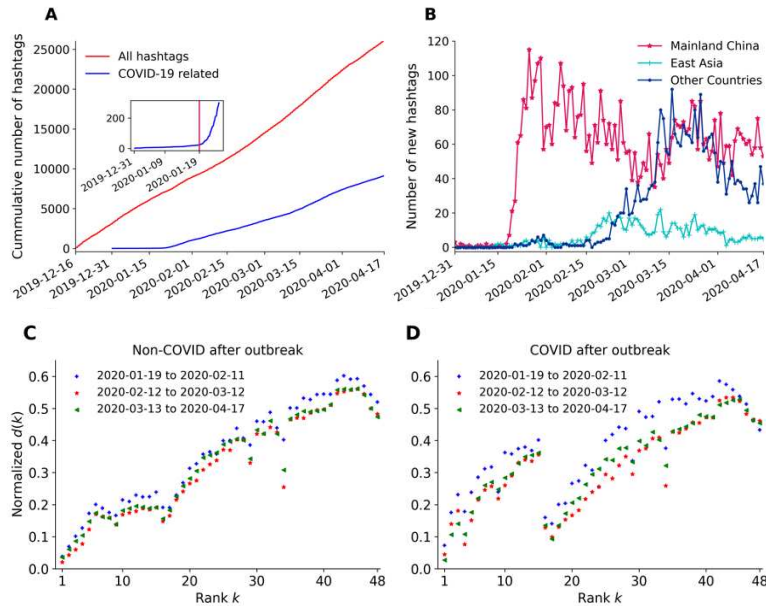 A
Cummulative number of hashtags
25000
20000
15000
10000
5000
0
All hashtags
COVID-19 related
200
0
2019-12-31
2020-01-09
2020-01-19
2019-12-16
2019-12-31
2020-01-15
2020-02-01
2020-02-15
2020-03-01
2020-03-15
2020-04-01
2020-04-17
B
Number of new hashtags
120
100
80
60
40
20
0
Mainland China
East Asia
Other Countries
2019-12-31
2020-01-15
2020-02-01
2020-02-15
2020-03-01
2020-03-15
2020-04-01
2020-04-17
C
Non-COVID after outbreak
Normalized d(k)
0.6
0.5
0.4
0.3
0.2
0.1
0.0
2020-01-19 to 2020-02-11
2020-02-12 to 2020-03-12
2020-03-13 to 2020-04-17
1 10 20 30 40 48
Rank k
D
COVID after outbreak
0.6
0.5
0.4
0.3
0.2
0.1
0.0
2020-01-19 to 2020-02-11
2020-02-12 to 2020-03-12
2020-03-13 to 2020-04-17
1 10 20 30 40 48
Rank k